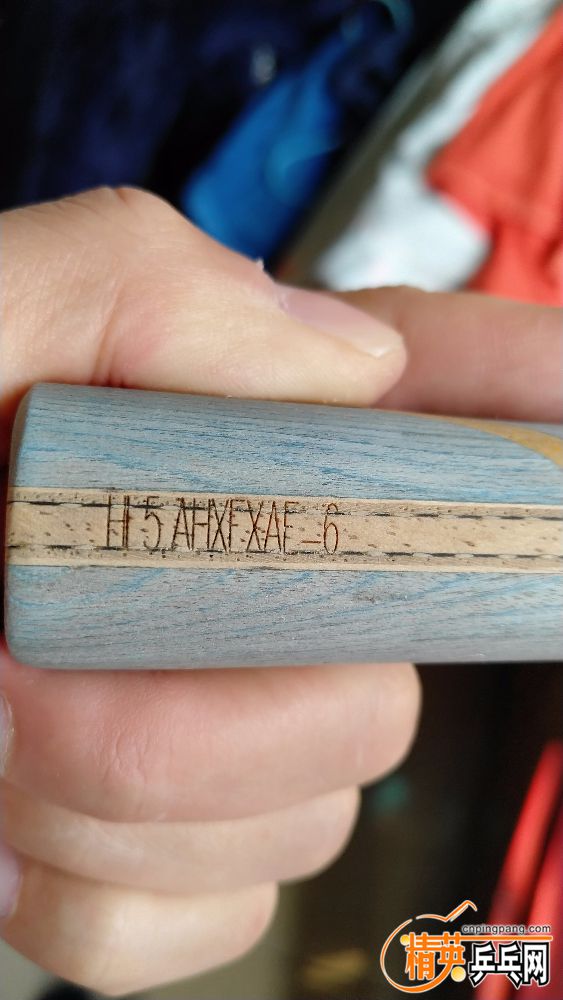 HI 5 AHXFXAF-6
cnpingpang.com
精英乒乓网